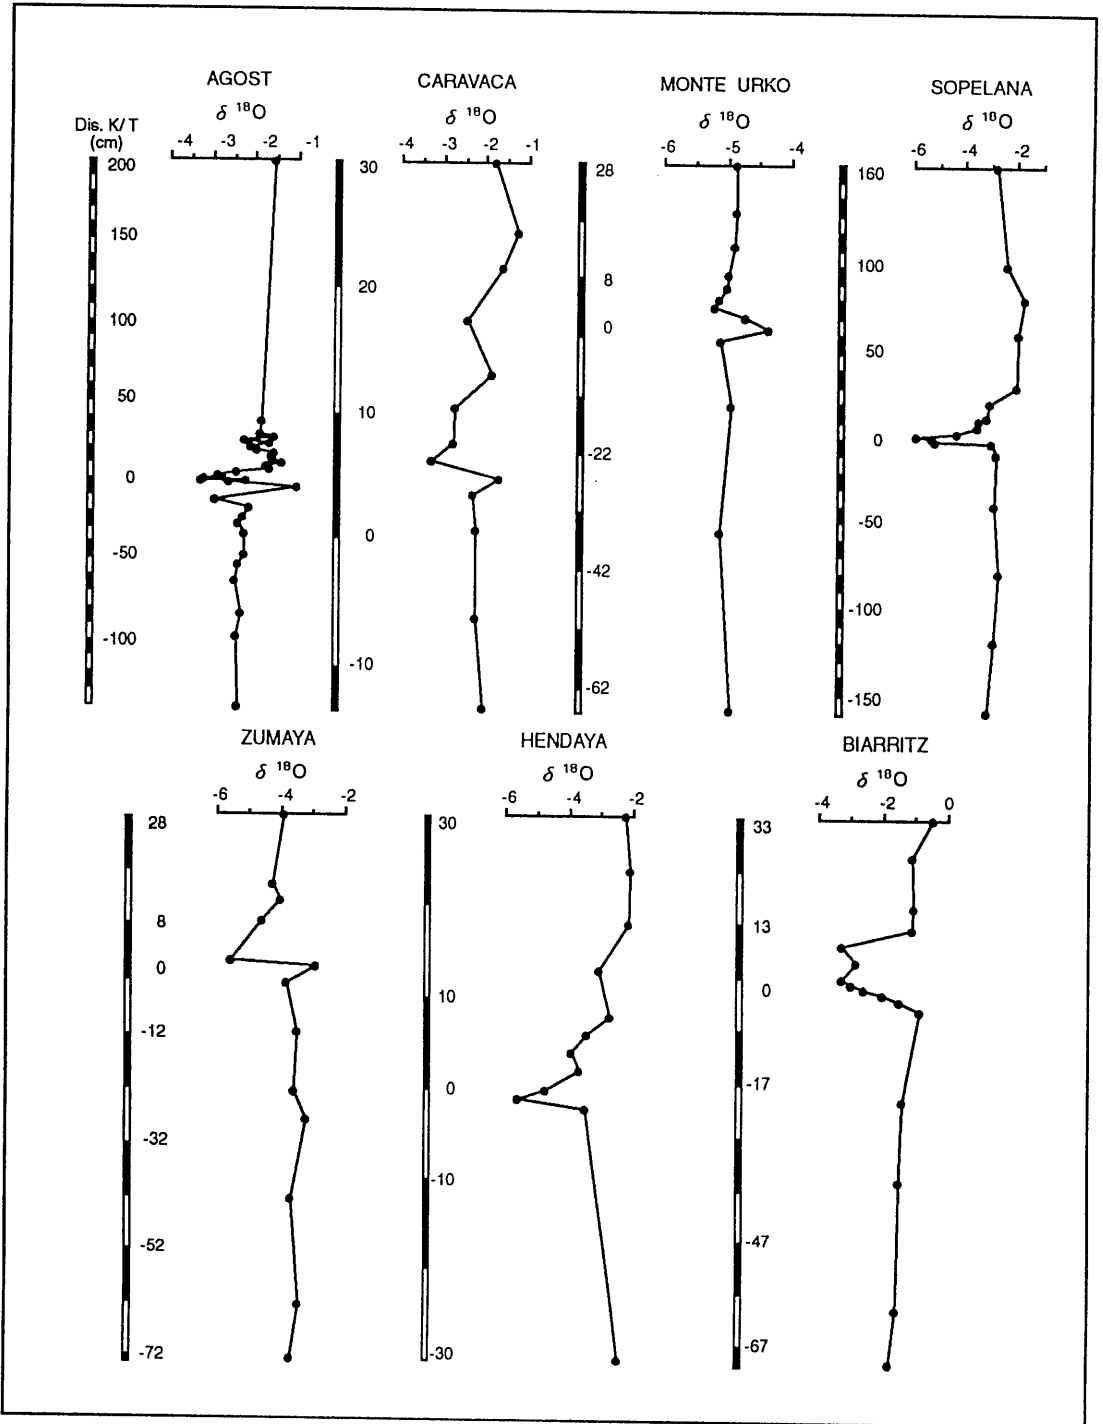 AGOST
δ 18O
Dis. K/T
(cm)
-4 -3 -2 -1
200
150
100
50
0
-50
-100
CARAVACA
δ 18O
-4 -3 -2 -1
30
20
10
0
-10
MONTE URKO
δ 18O
-6 -5 -4
28
8
0
-22
-42
-62
SOPELANA
δ 18O
-6 -4 -2
160
100
50
0
-50
-100
-150
ZUMAYA
δ 18O
-6 -4 -2
28
8
0
-12
-32
-52
-72
HENDAYA
δ 18O
-6 -4 -2
30
10
0
-10
-30
BIARRITZ
δ 18O
-4 -2 0
33
13
0
-17
-47
-67